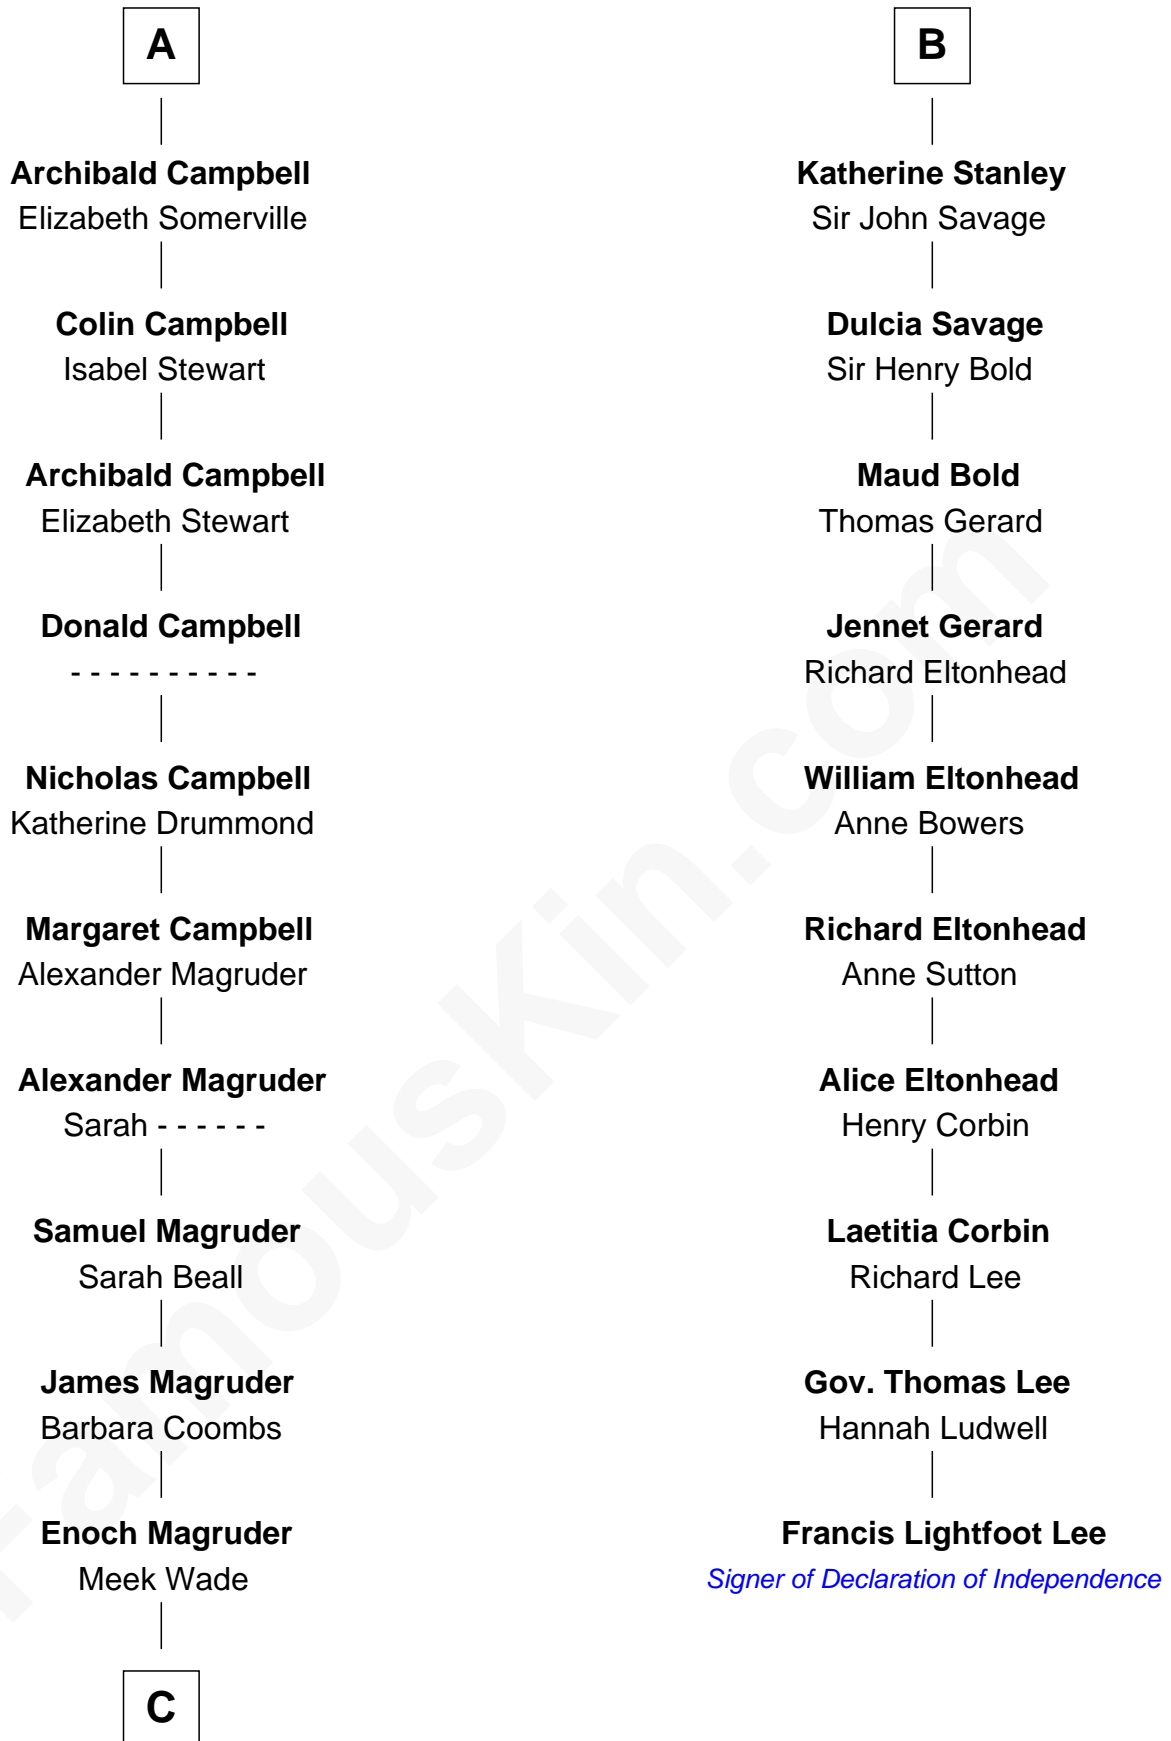 A
Archibald Campbell
Elizabeth Somerville
Colin Campbell
Isabel Stewart
Archibald Campbell
Elizabeth Stewart
Donald Campbell
- - - - - - - - - -
Nicholas Campbell
Katherine Drummond
Margaret Campbell
Alexander Magruder
Alexander Magruder
Sarah - - - - - -
Samuel Magruder
Sarah Beall
James Magruder
Barbara Coombs
Enoch Magruder
Meek Wade
C
B
Katherine Stanley
Sir John Savage
Dulcia Savage
Sir Henry Bold
Maud Bold
Thomas Gerard
Jennet Gerard
Richard Eltonhead
William Eltonhead
Anne Bowers
Richard Eltonhead
Anne Sutton
Alice Eltonhead
Henry Corbin
Laetitia Corbin
Richard Lee
Gov. Thomas Lee
Hannah Ludwell
Francis Lightfoot Lee
Signer of Declaration of Independence
FamousKin.com